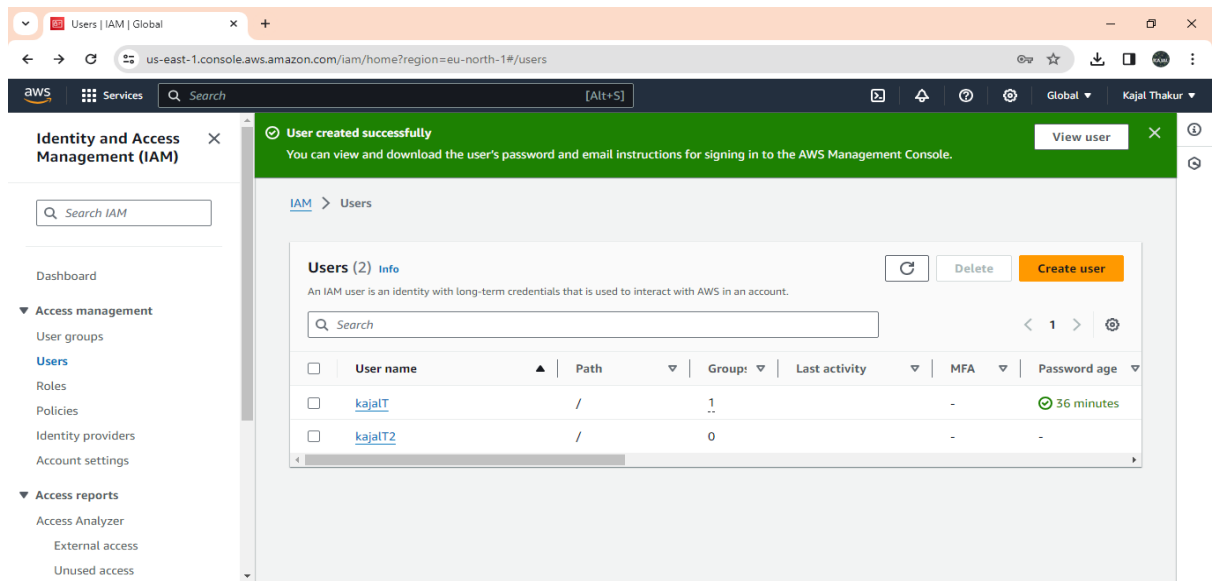 Users | IAM | Global
us-east-1.console.aws.amazon.com/iam/home?region=eu-north-1#/users
aws
Services
Search
[Alt+S]
Global
Kajal Thakur
Identity and Access
Management (IAM)
Search IAM
Dashboard
Access management
User groups
Users
Roles
Policies
Identity providers
Account settings
Access reports
Access Analyzer
External access
Unused access
User created successfully
You can view and download the user's password and email instructions for signing in to the AWS Management Console.
View user
IAM > Users
Users (2) Info
Delete
Create user
An IAM user is an identity with long-term credentials that is used to interact with AWS in an account.
Search
1
User name Path Groups Last activity MFA Password age
kajalT / 1 - 36 minutes
kajalT2 / 0 - -